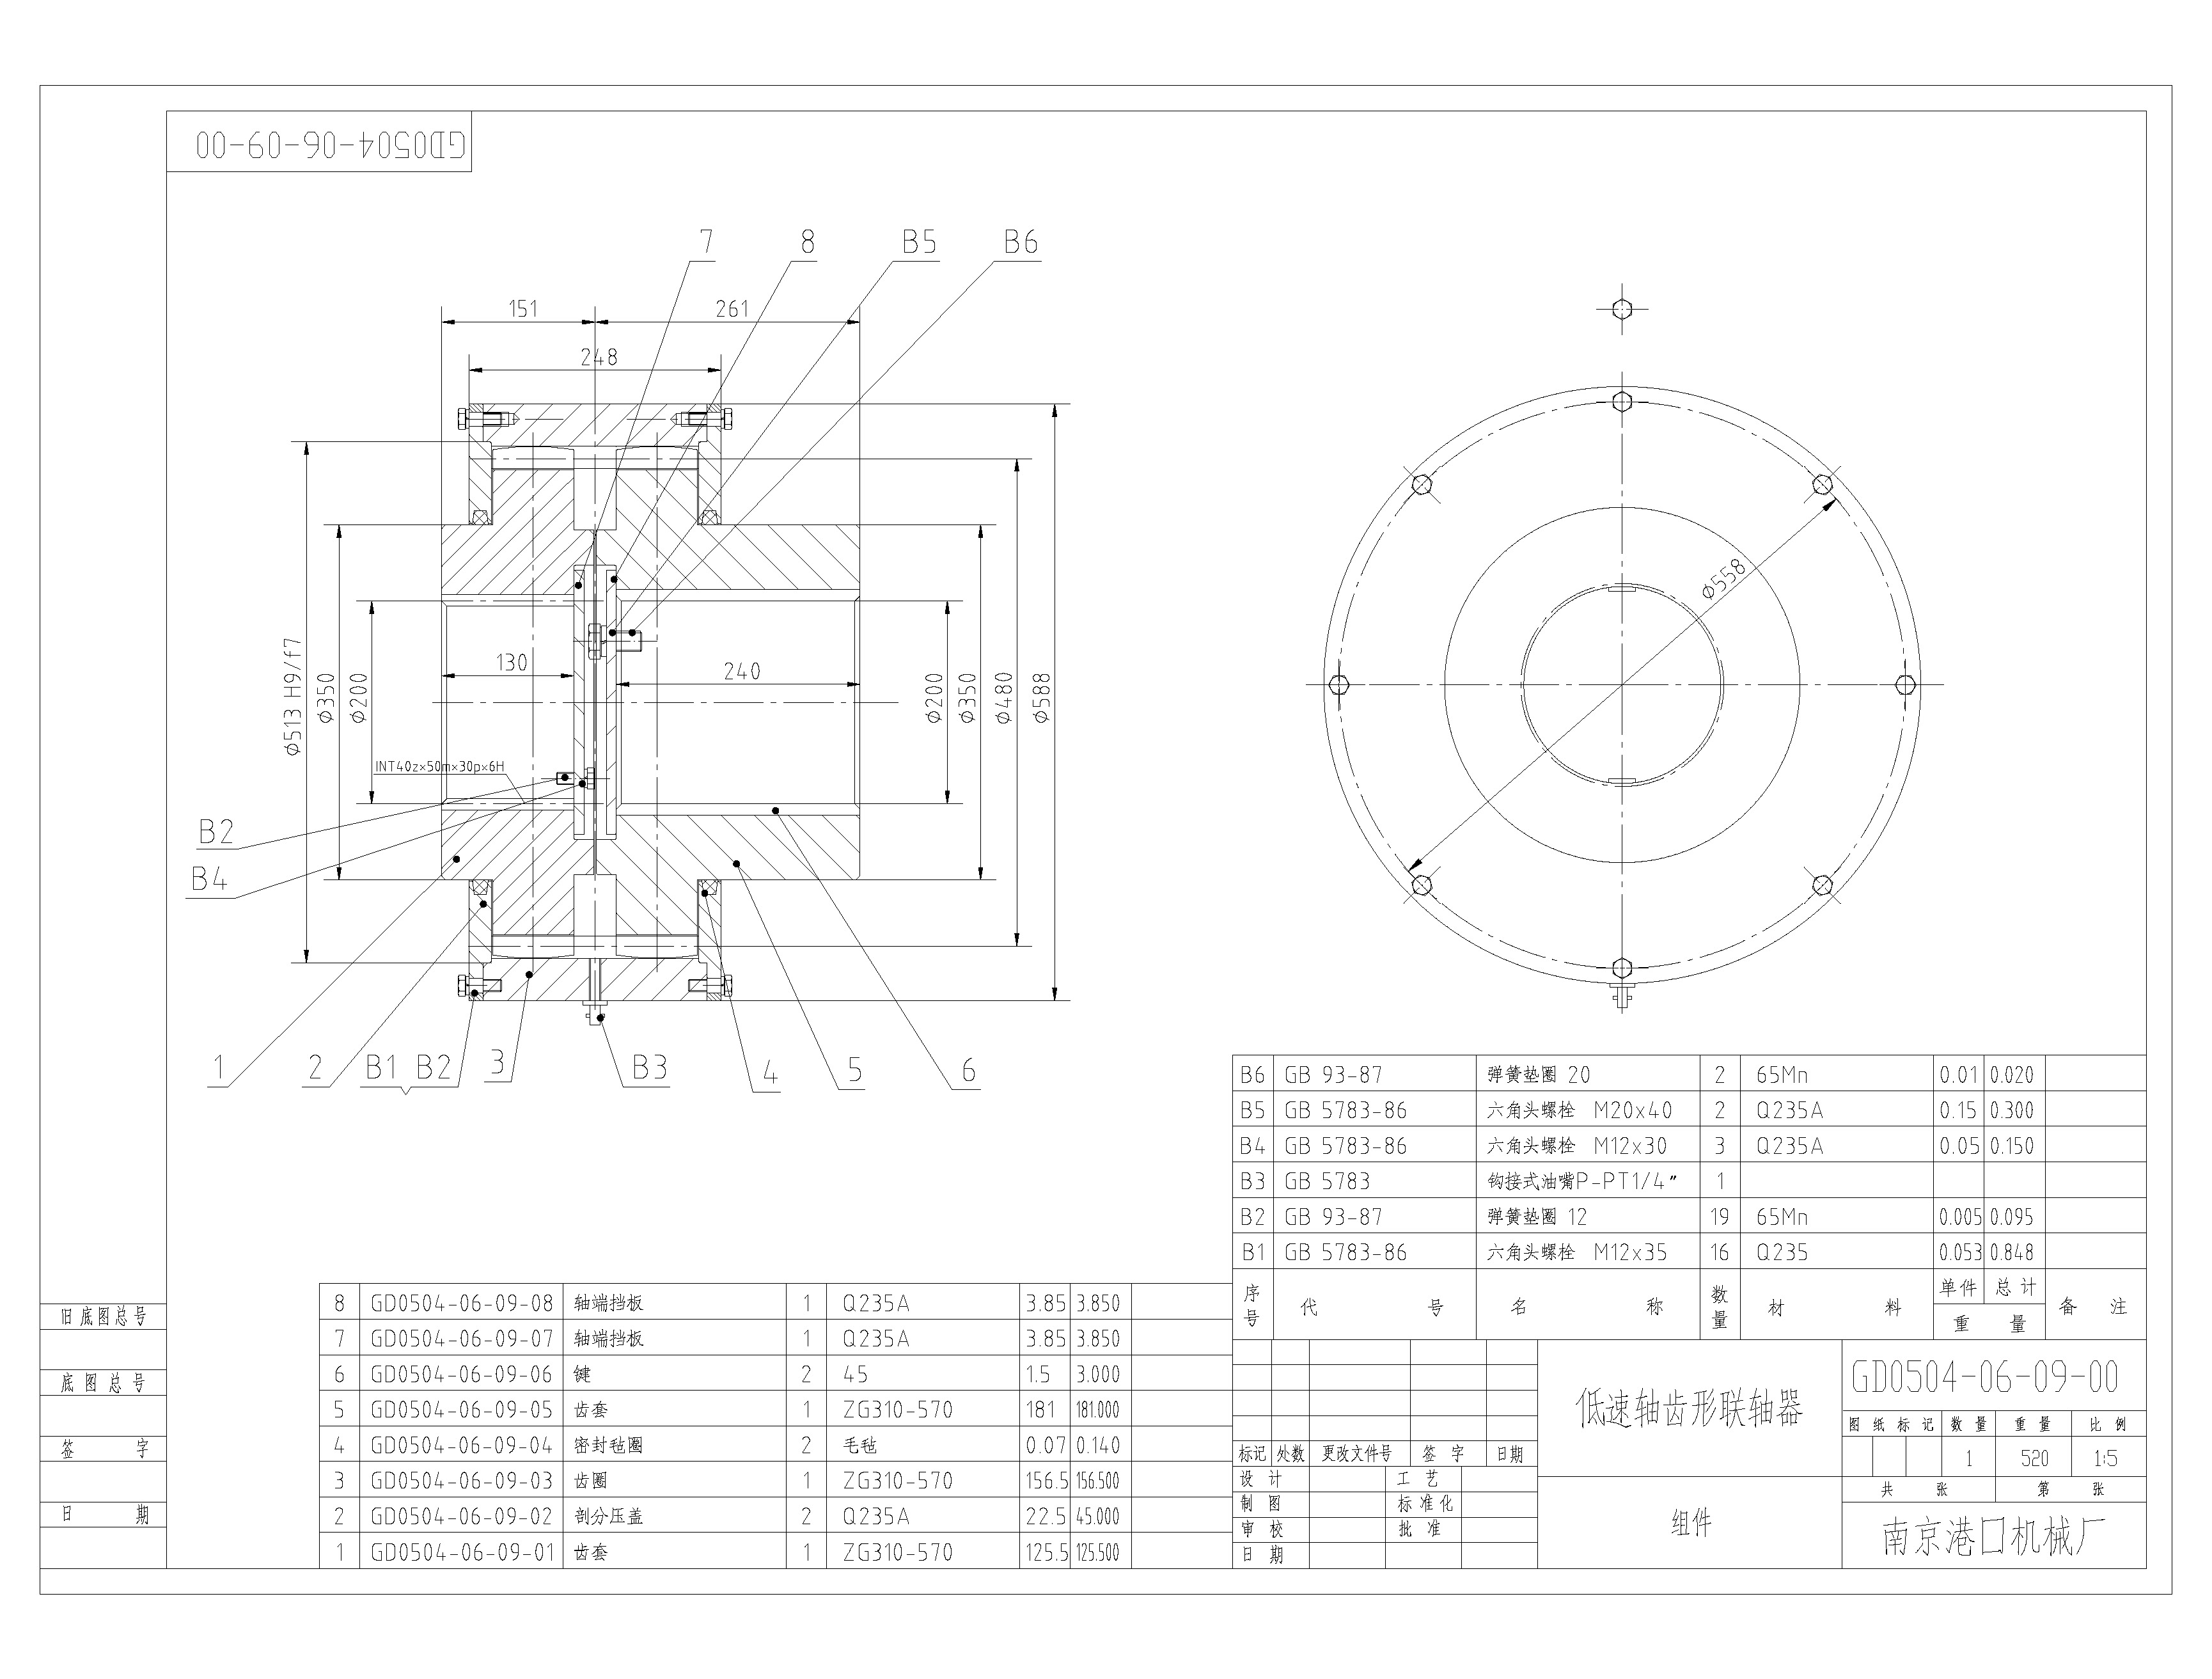 GD0504-06-09-00
7
8
B5
B6
151
261
248
φ513 H9/f7
φ350
φ200
130
240
φ200
φ350
φ480
φ588
INT40z×50m×30p×6H
B2
B4
1
2
B1 B2
3
B3
4
5
6
φ558
B6 GB 93-87 弹簧垫圈 20 2 65Mn 0.01 0.020
B5 GB 5783-86 六角头螺栓 M20x40 2 Q235A 0.15 0.300
B4 GB 5783-86 六角头螺栓 M12x30 3 Q235A 0.05 0.150
B3 GB 5783 钩接式油嘴P-PT1/4" 1
B2 GB 93-87 弹簧垫圈 12 19 65Mn 0.005 0.095
B1 GB 5783-86 六角头螺栓 M12x35 16 Q235 0.053 0.848
序号 代 号 名 称 数量 材 料 单件 总计 重 量 备 注
8 GD0504-06-09-08 轴端挡板 1 Q235A 3.85 3.850
7 GD0504-06-09-07 轴端挡板 1 Q235A 3.85 3.850
6 GD0504-06-09-06 键 2 45 1.5 3.000
5 GD0504-06-09-05 齿套 1 ZG310-570 181 181.000
4 GD0504-06-09-04 密封毡圈 2 毛毡 0.07 0.140
3 GD0504-06-09-03 齿圈 1 ZG310-570 156.5 156.500
2 GD0504-06-09-02 剖分压盖 2 Q235A 22.5 45.000
1 GD0504-06-09-01 齿套 1 ZG310-570 125.5 125.500
标记 处数 更改文件号 签 字 日期
设 计 工 艺
制 图 标准化
审 校 批 准
日 期
低速轴齿形联轴器
组件
GD0504-06-09-00
图 纸 标 记 数 量 重 量 比 例
1 520 1:5
共 张 第 张
南京港口机械厂
旧底图总号
底图总号
签 字
日 期